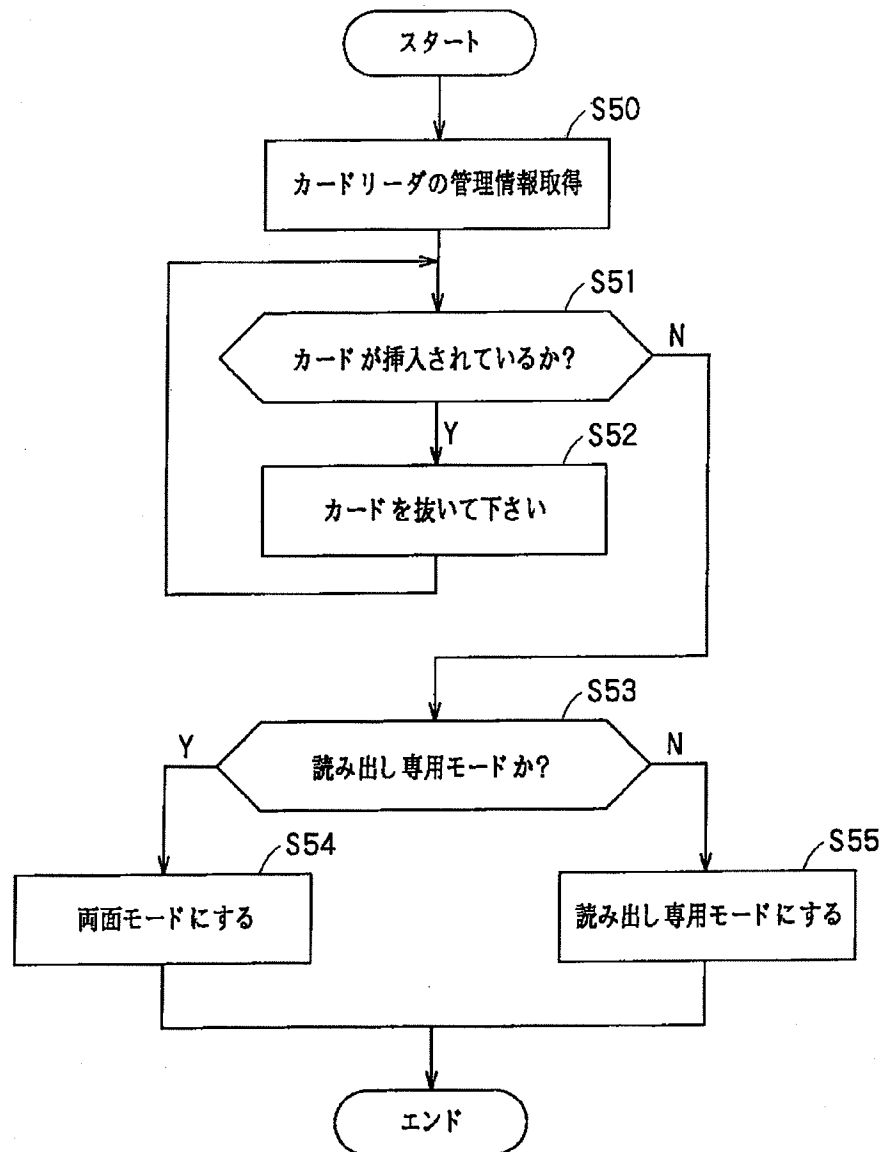 スタート
S50
カードリーダの管理情報取得
S51
カードが挿入されているか?
N
Y
S52
カードを抜いて下さい
S53
Y
読み出し専用モードか?
N
S54
両面モードにする
S55
読み出し専用モードにする
エンド